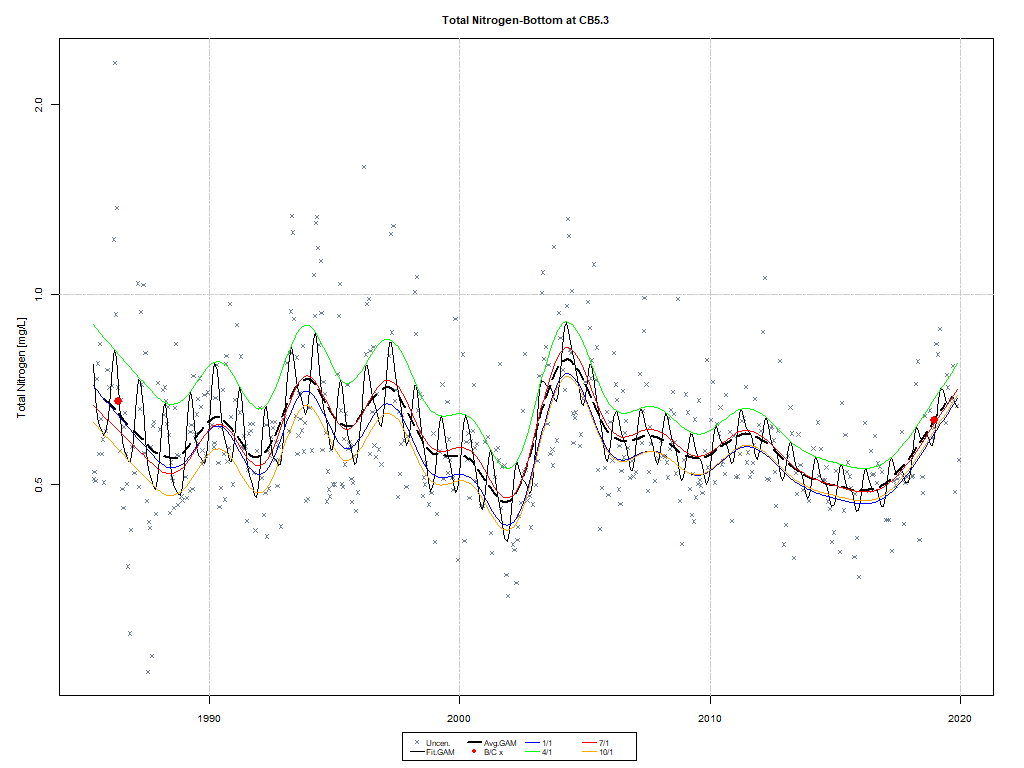 Total Nitrogen-Bottom at CB5.3
Total Nitrogen [mg/L]
2.0
1.0
0.5
1990 2000 2010 2020
Uncen. Avg.GAM 1/1 7/1
Fit.GAM B/C x 4/1 10/1